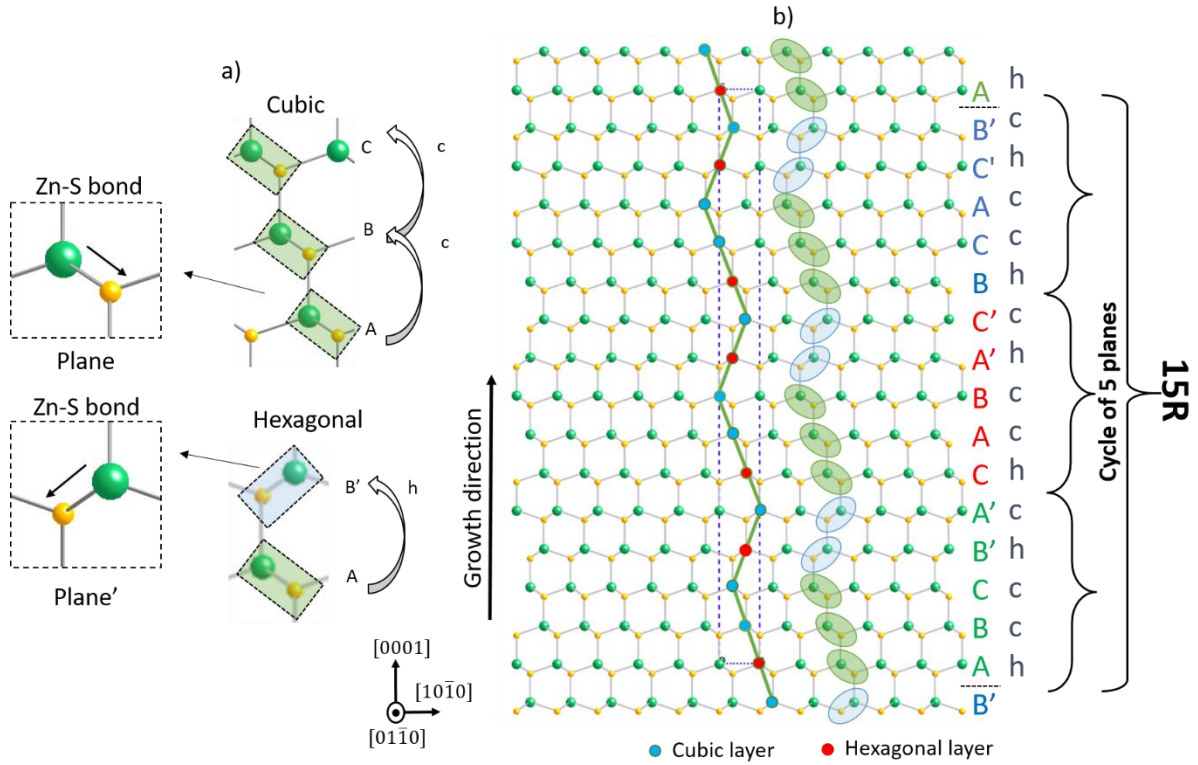 a)
Cubic
C
c
B
c
A
Zn-S bond
Plane
Zn-S bond
Plane’
Hexagonal
B’
h
A
Growth direction
[0001]
[101̅0]
[011̅0]
b)
A h
B’ c
C' h
A c
C c
B h
C’ c
A’ h
B c
A c
C h
A’ c
B’ h
C c
B c
A h
B’
Cycle of 5 planes
15R
Cubic layer
Hexagonal layer